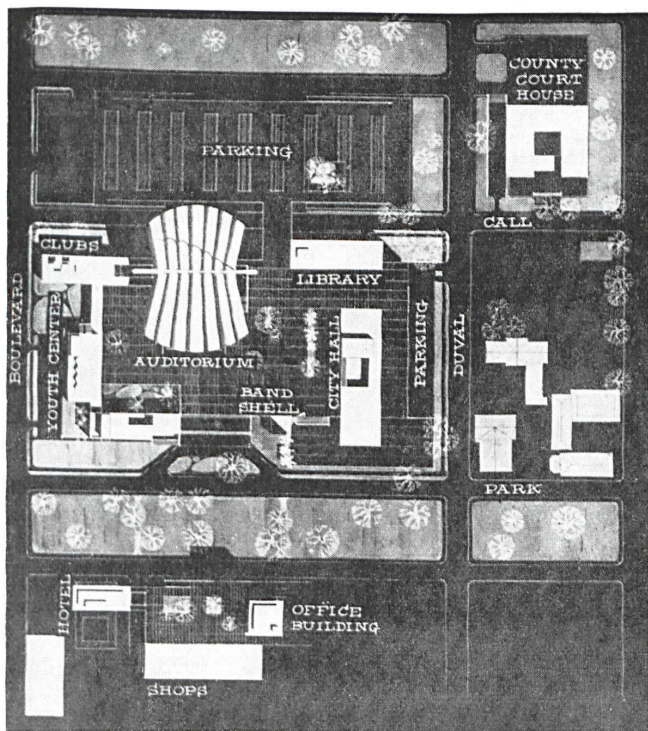 COUNTY
COURT
HOUSE
PARKING
CALL
CLUBS
LIBRARY
BOULEVARD
YOUTH CENTER
AUDITORIUM
CITY HALL
PARKING
DUVAL
BAND
SHELL
PARK
HOTEL
OFFICE
BUILDING
SHOPS